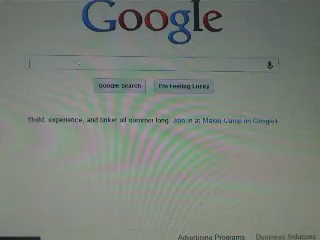 Google
Google Search I'm Feeling Lucky
Build, experience, and tinker all summer long. Join in at Maker Camp on Google+
Advertising Programs Business Solutions